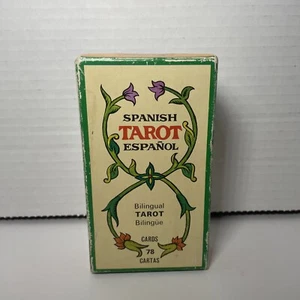 SPANISH
TAROT
ESPAÑOL
Bilingual
TAROT
Bilingüe
CARDS
78
CARTAS